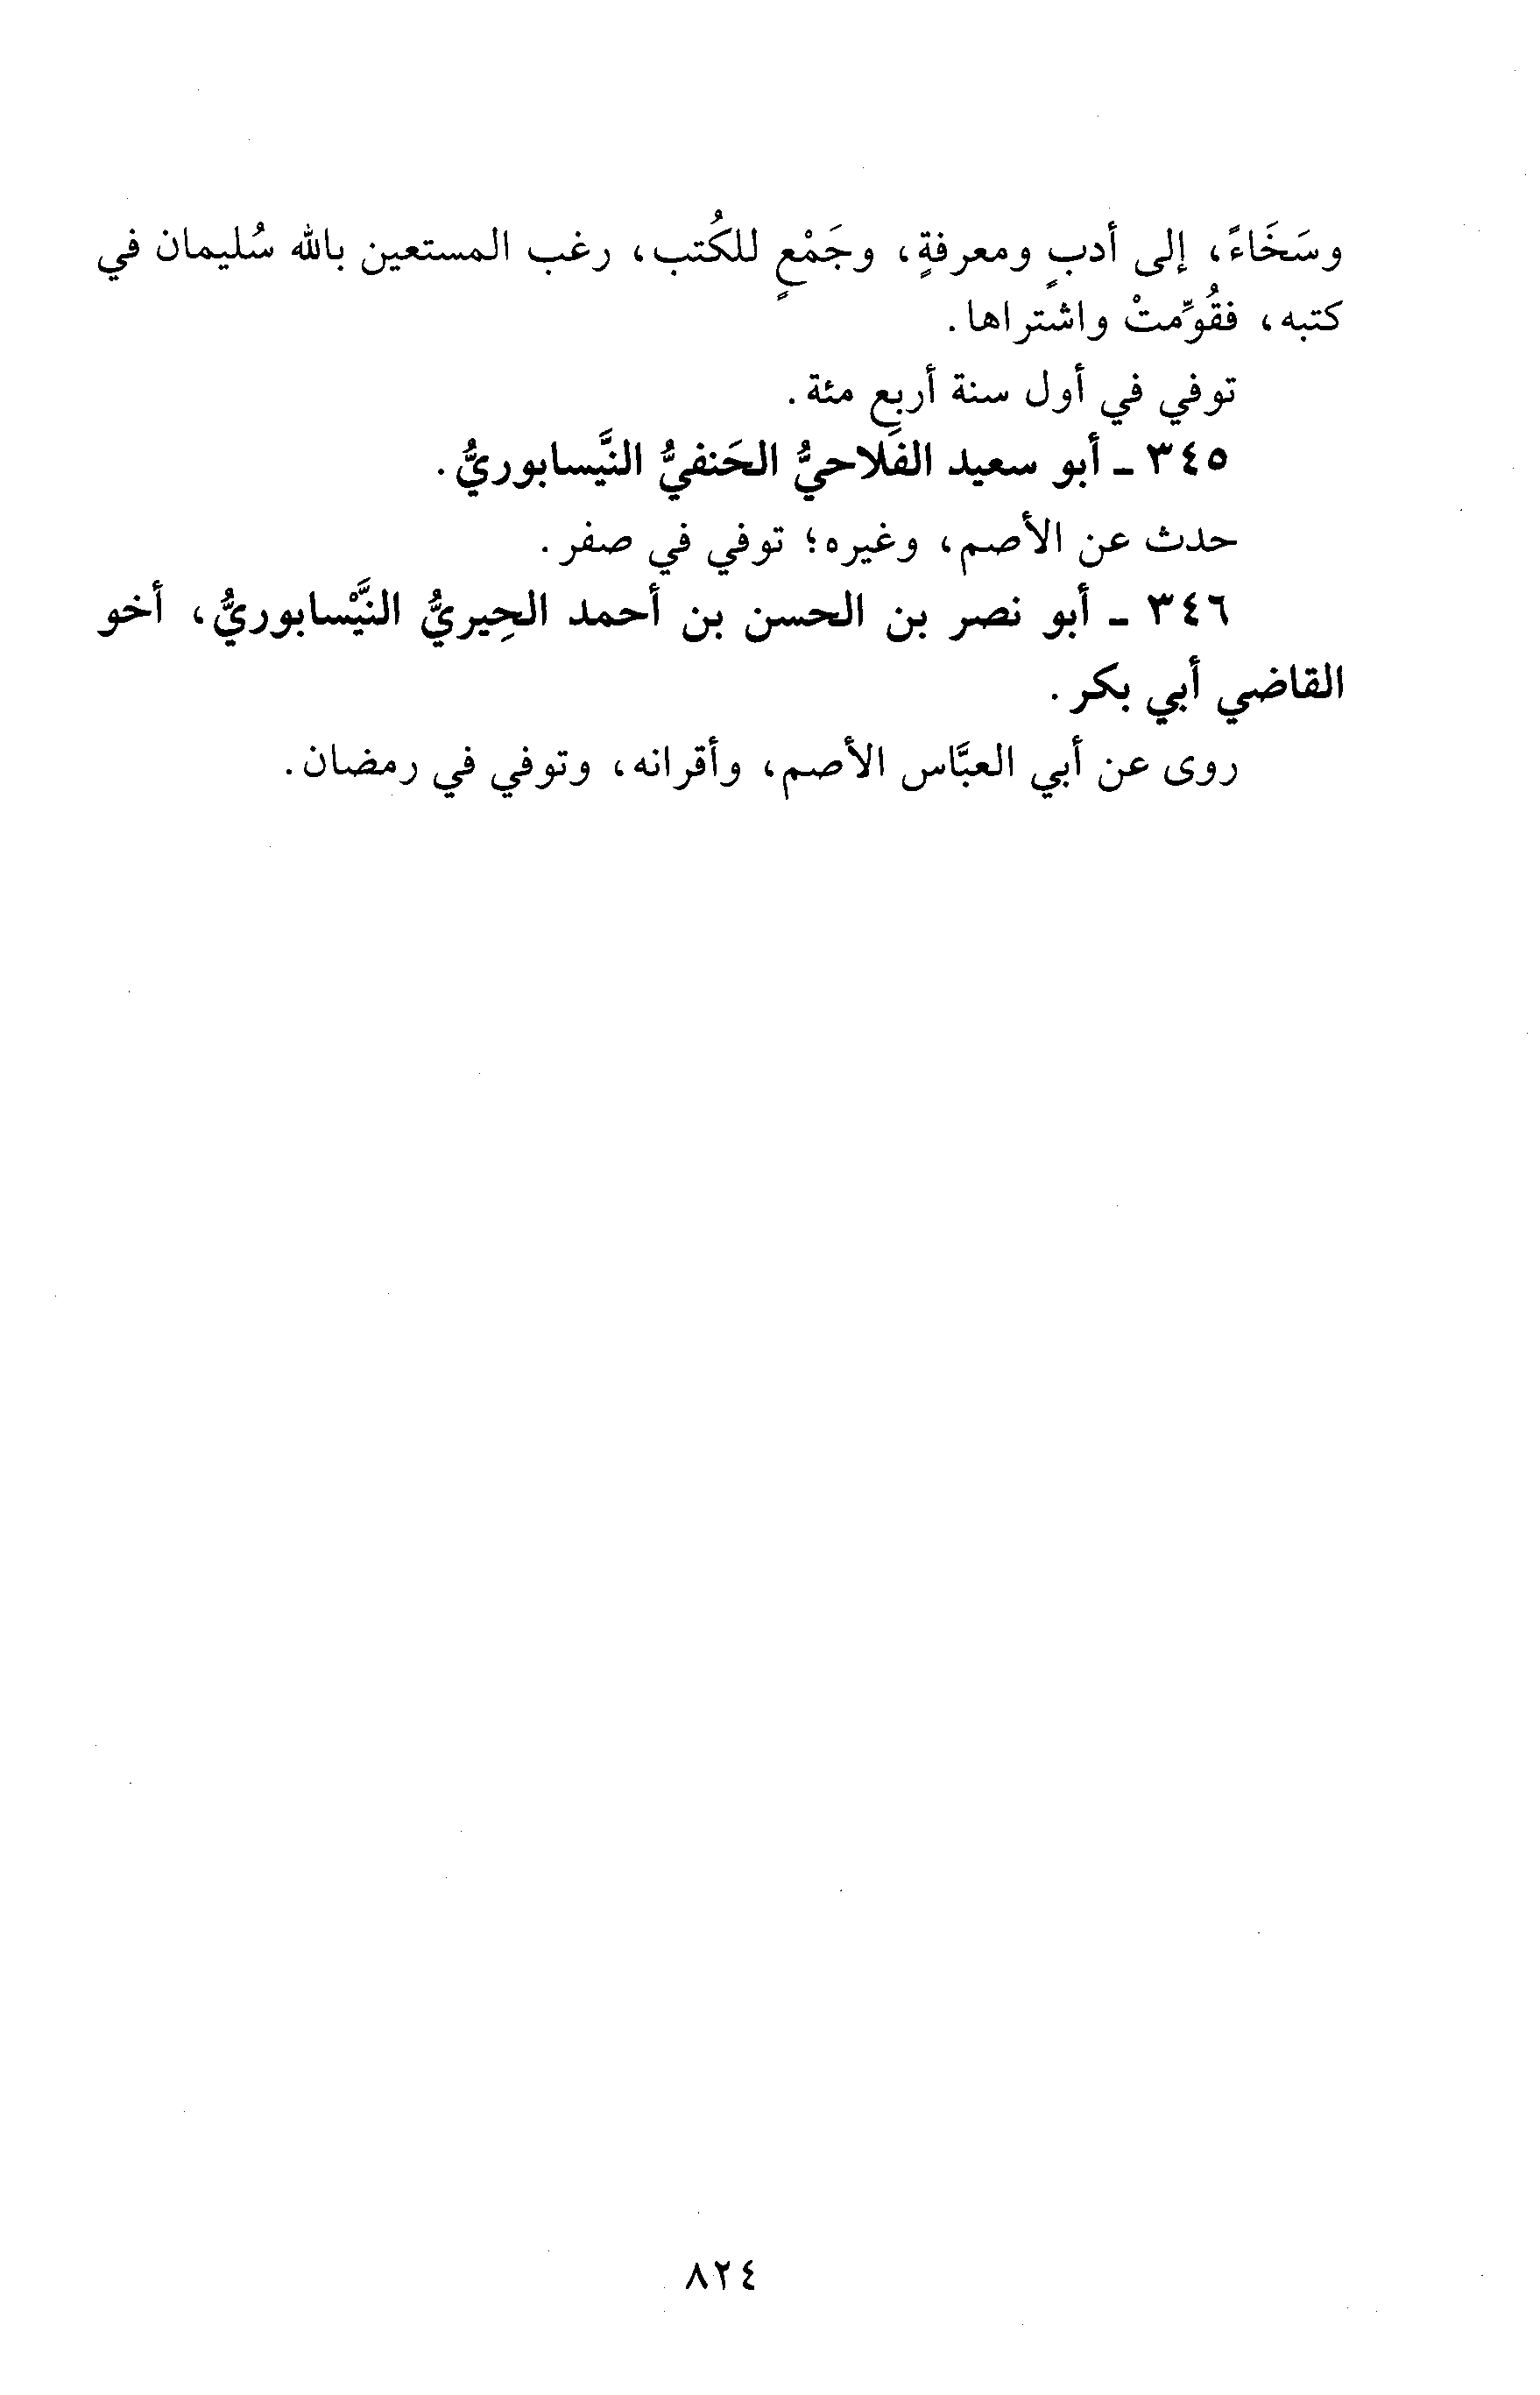 وسَخَاءً، إلى أدبٍ ومعرفةٍ، وجَمْعٍ للكُتب، رغب المستعين بالله سُليمان في
كتبه، فقُوِّمتْ واشتراها.
توفي في أول سنة أربع مئة.
٣٤٥ - أبو سعيد الفَلاحيُّ الحَنفيُّ النَّيسابوريُّ.
حدث عن الأصم، وغيره؛ توفي في صفر.
٣٤٦ - أبو نصر بن الحسن بن أحمد الحِيريُّ النَّيْسابوريُّ، أخو
القاضي أبي بكر.
روى عن أبي العبَّاس الأصم، وأقرانه، وتوفي في رمضان.
٨٢٤